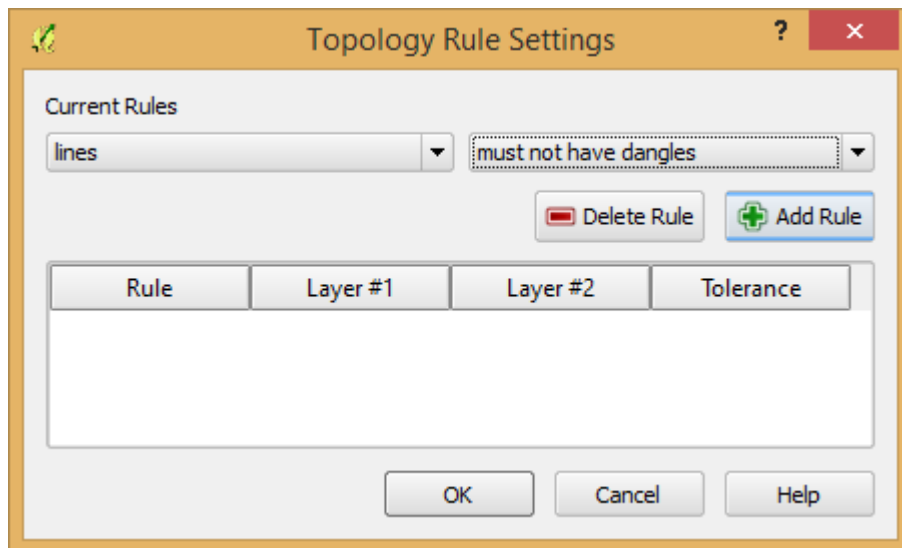 Topology Rule Settings ? ×
Current Rules
lines must not have dangles
Delete Rule Add Rule
Rule Layer #1 Layer #2 Tolerance
OK Cancel Help